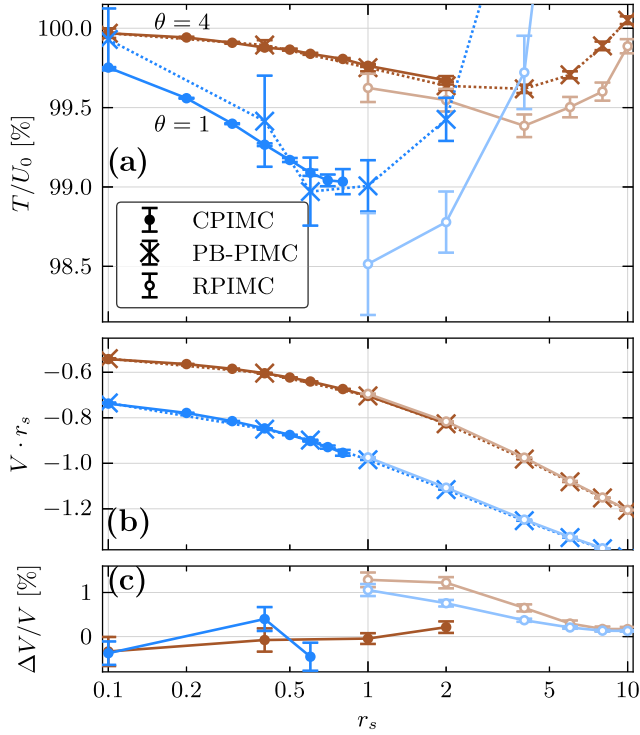 100.0
θ = 4
99.5
θ = 1
T/U₀ [%]
(a)
99.0
CPIMC
PB-PIMC
98.5
RPIMC
−0.6
−0.8
V · rₛ
−1.0
−1.2
(b)
(c)
1
ΔV/V [%]
0
0.1 0.2 0.5 1 2 5 10
rₛ